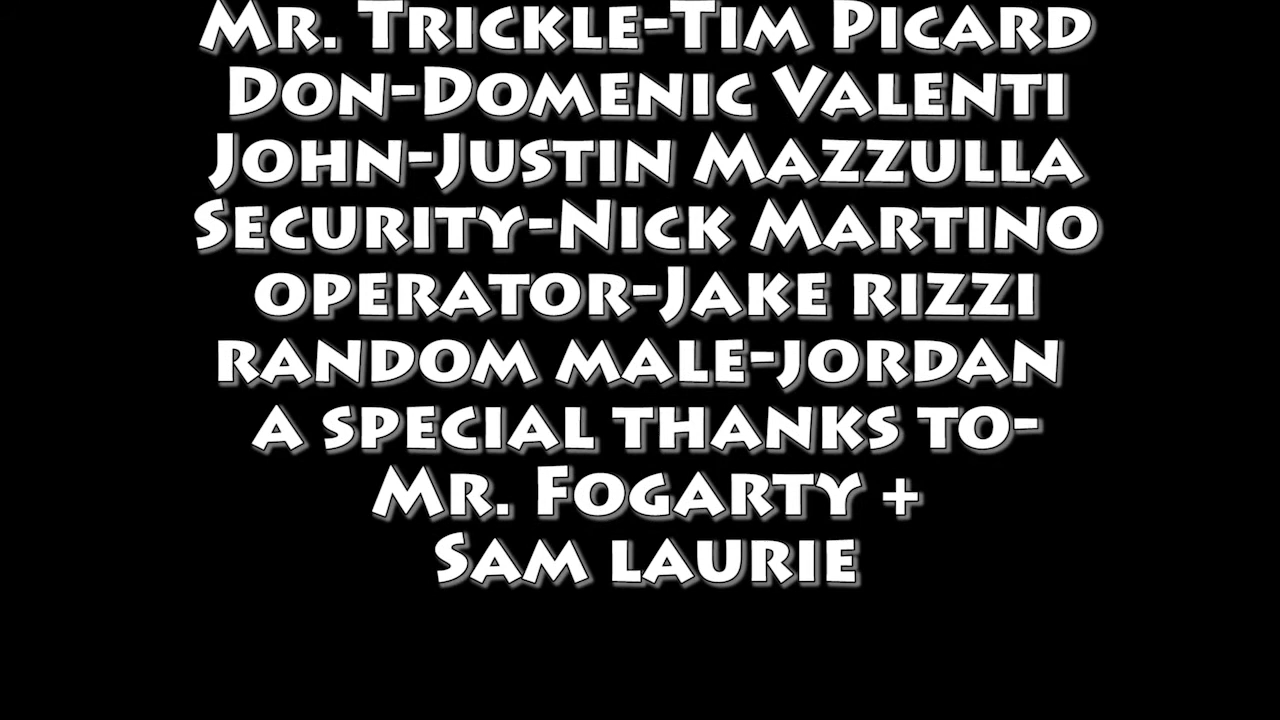 Mr. Trickle-Tim Picard
Don-Domenic Valenti
John-Justin Mazzulla
Security-Nick Martino
operator-Jake rizzi
random male-jordan
a special thanks to-
Mr. Fogarty +
Sam laurie